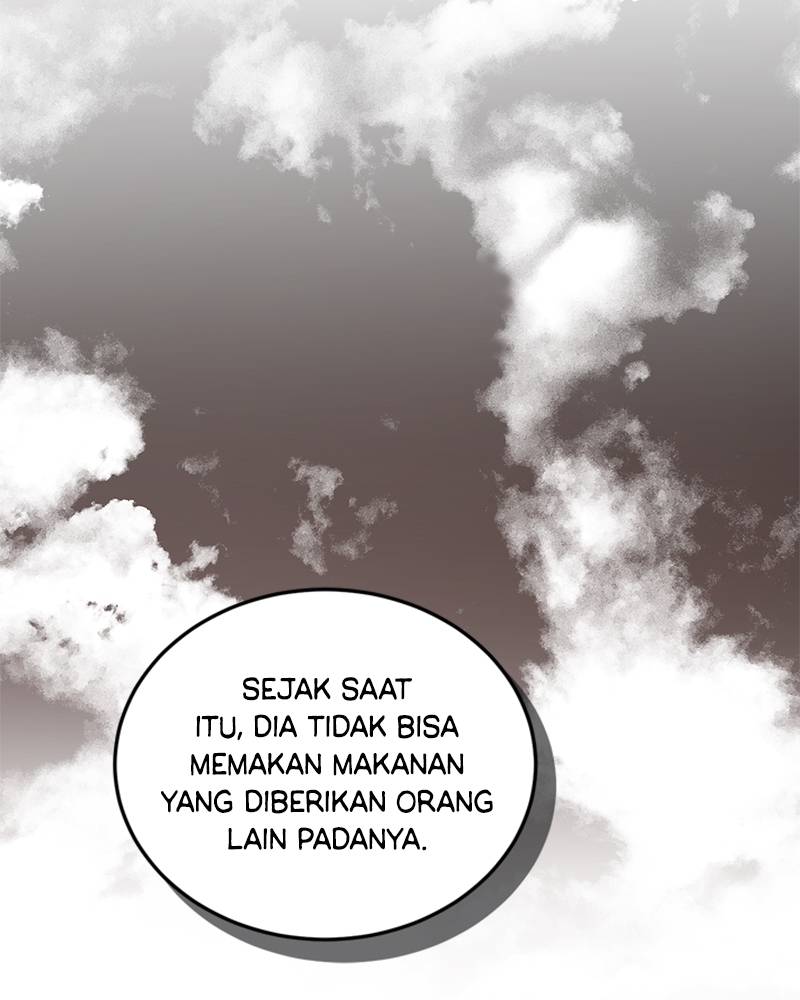 SEJAK SAAT
ITU, DIA TIDAK BISA
MEMAKAN MAKANAN
YANG DIBERIKAN ORANG
LAIN PADANYA.